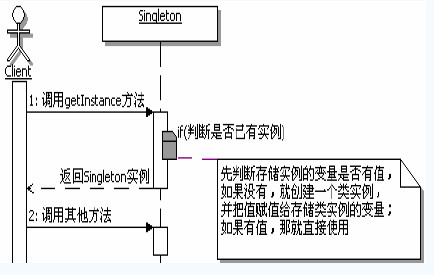 Singleton
Client
1: 调用getInstance方法
if(判断是否已有实例)
返回Singleton实例
先判断存储实例的变量是否有值，
如果没有，就创建一个类实例，
并把值赋值给存储类实例的变量；
如果有值，那就直接使用
2: 调用其他方法